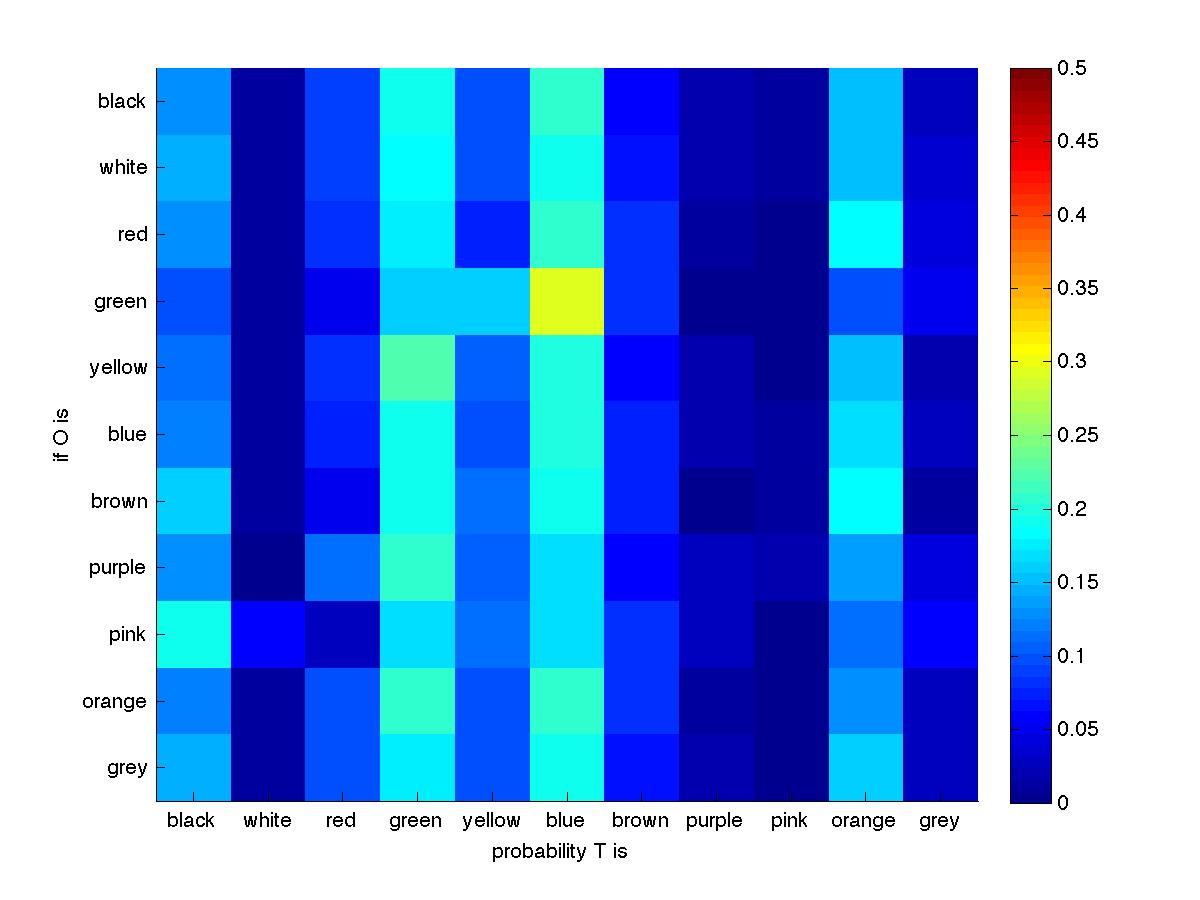 black
white
red
green
yellow
blue
brown
purple
pink
orange
grey
if O is
black white red green yellow blue brown purple pink orange grey
probability T is
0.5
0.45
0.4
0.35
0.3
0.25
0.2
0.15
0.1
0.05
0